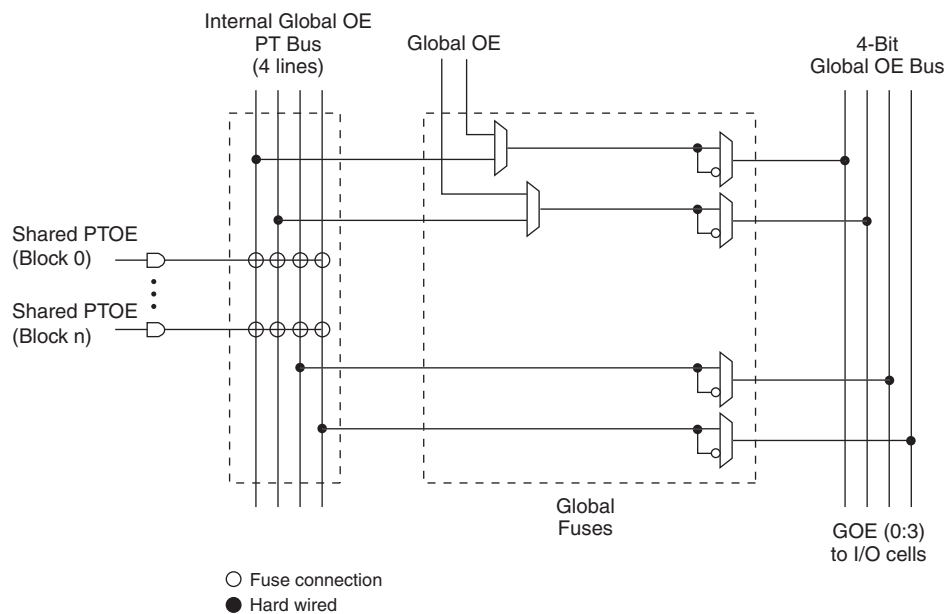 Internal Global OE
PT Bus
(4 lines)
Global OE
4-Bit
Global OE Bus
Shared PTOE
(Block 0)
Shared PTOE
(Block n)
Global
Fuses
GOE (0:3)
to I/O cells
Fuse connection
Hard wired